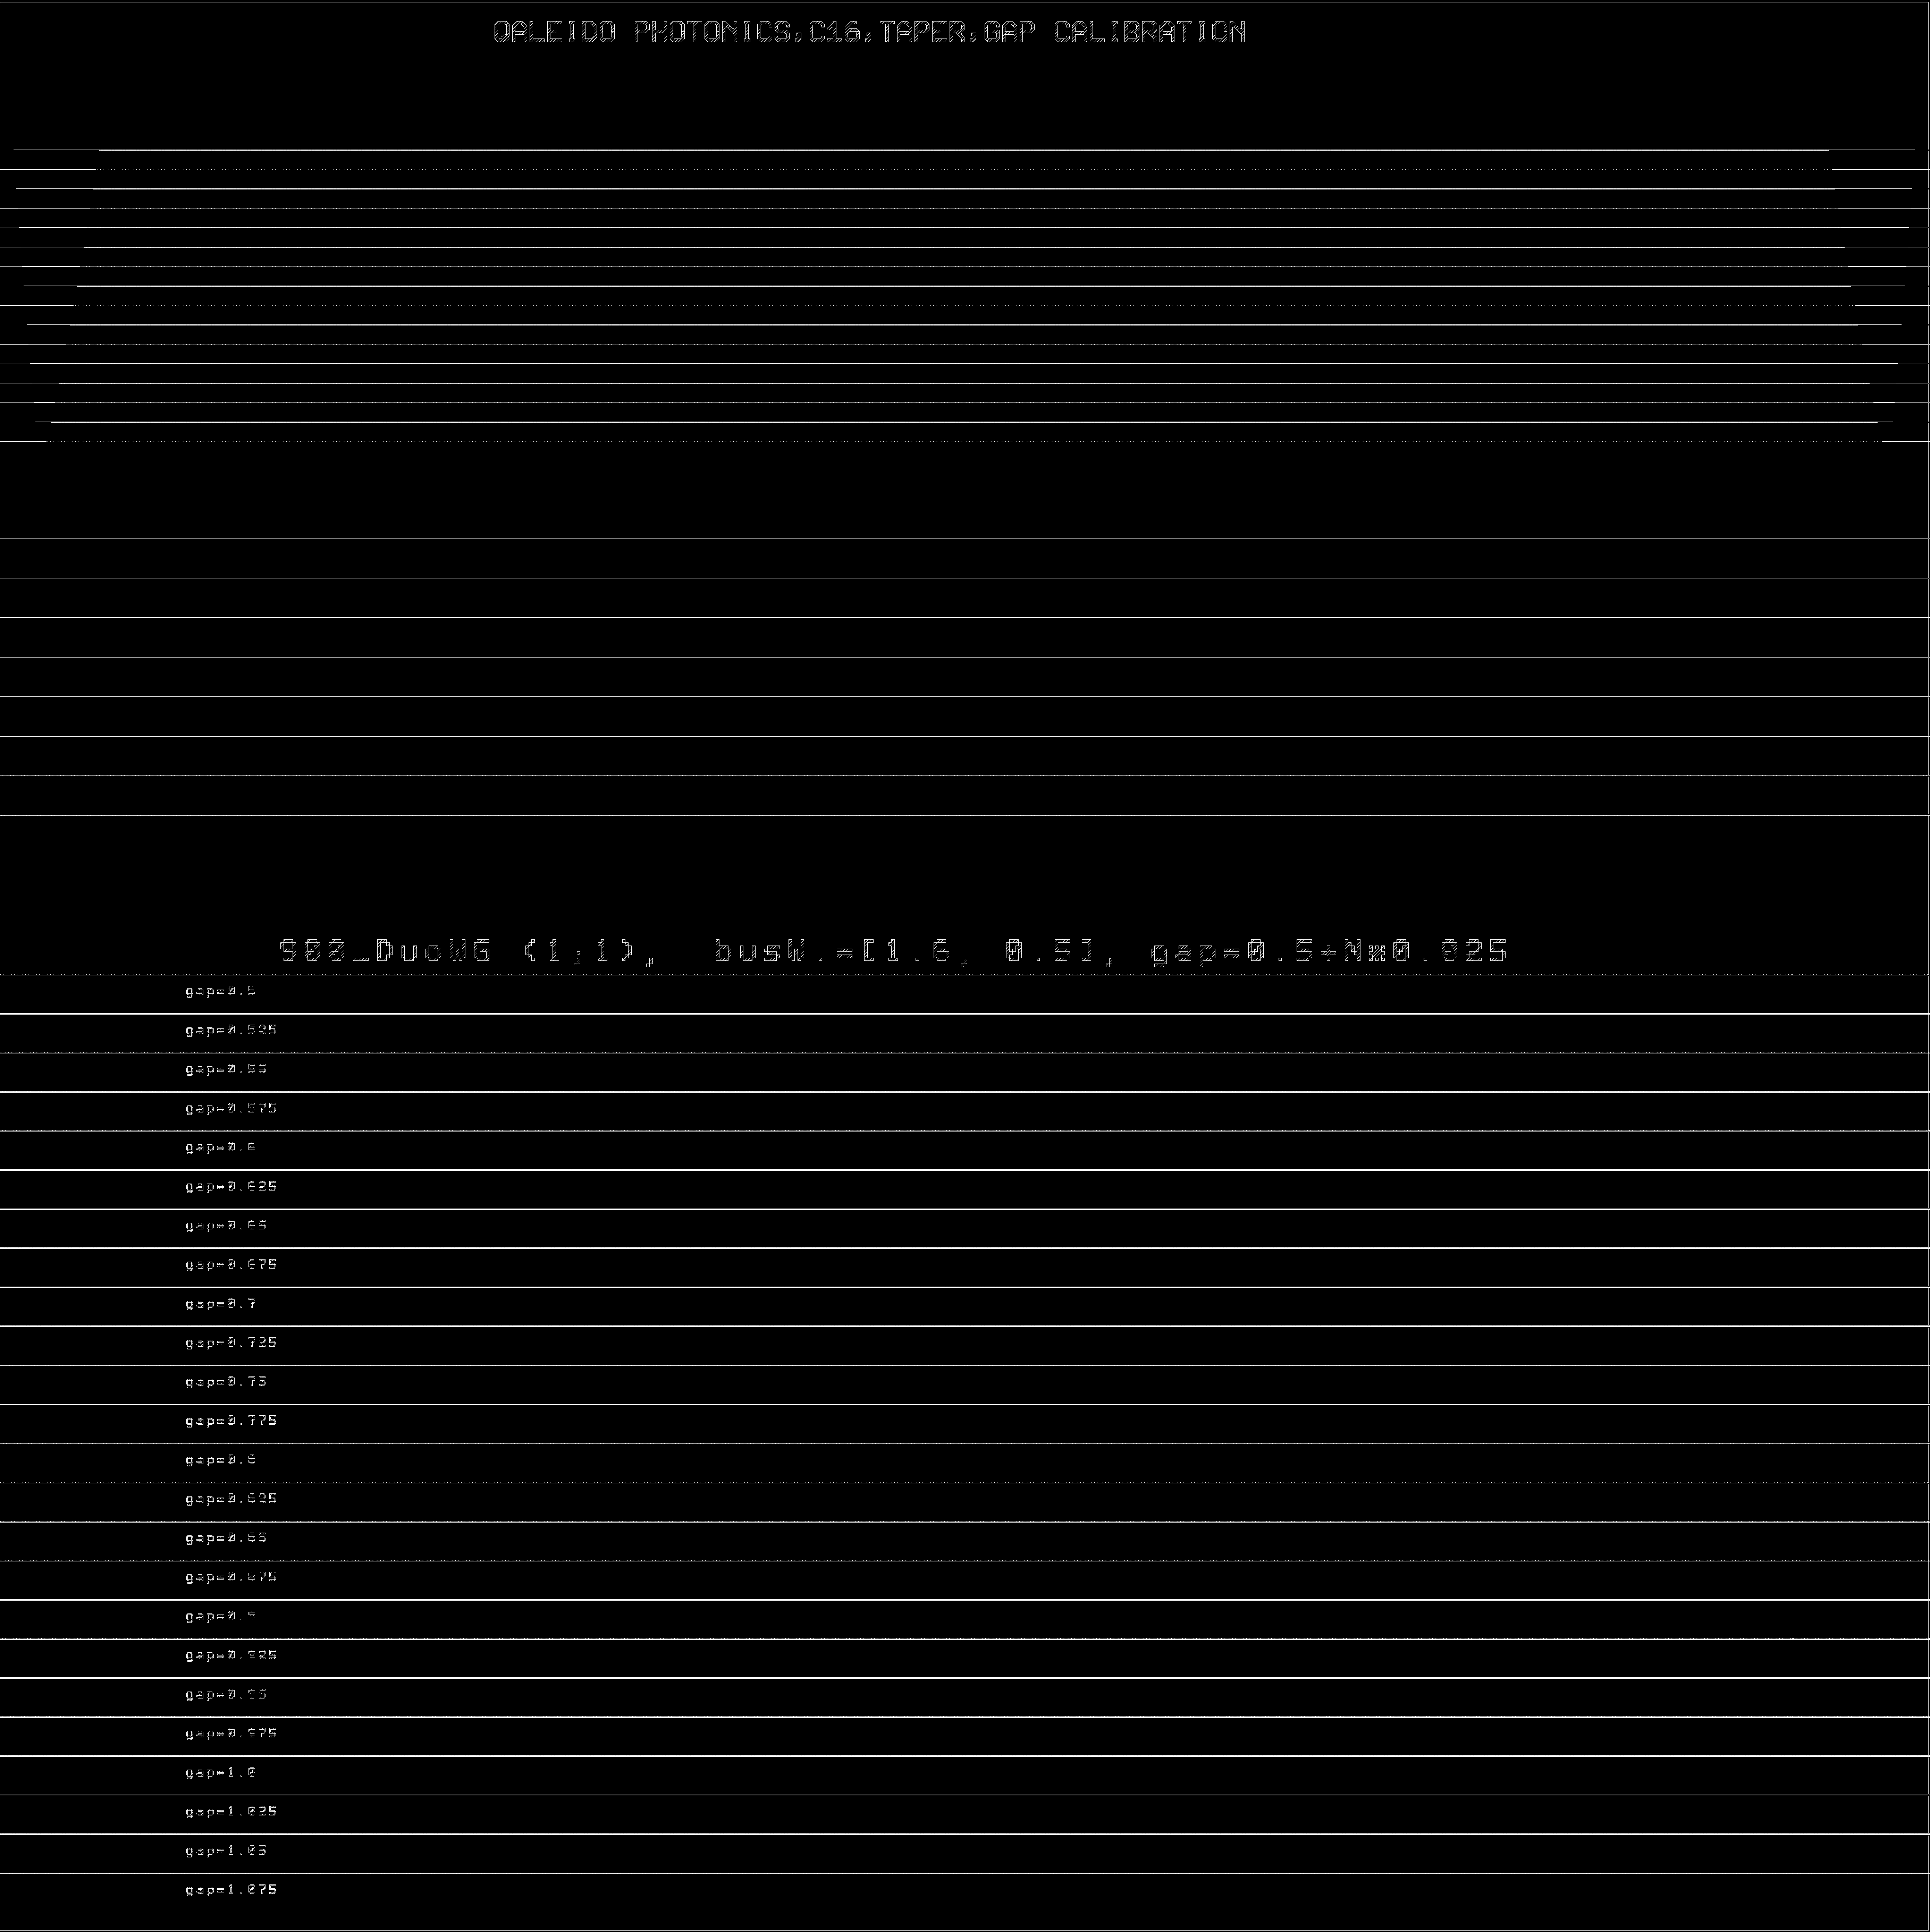 QALEIDO PHOTONICS,C16,TAPER,GAP CALIBRATION
900_DuoWG (1;1), busW.=[1.6, 0.5], gap=0.5+N*0.025
gap=0.5
gap=0.525
gap=0.55
gap=0.575
gap=0.6
gap=0.625
gap=0.65
gap=0.675
gap=0.7
gap=0.725
gap=0.75
gap=0.775
gap=0.8
gap=0.825
gap=0.85
gap=0.875
gap=0.9
gap=0.925
gap=0.95
gap=0.975
gap=1.0
gap=1.025
gap=1.05
gap=1.075